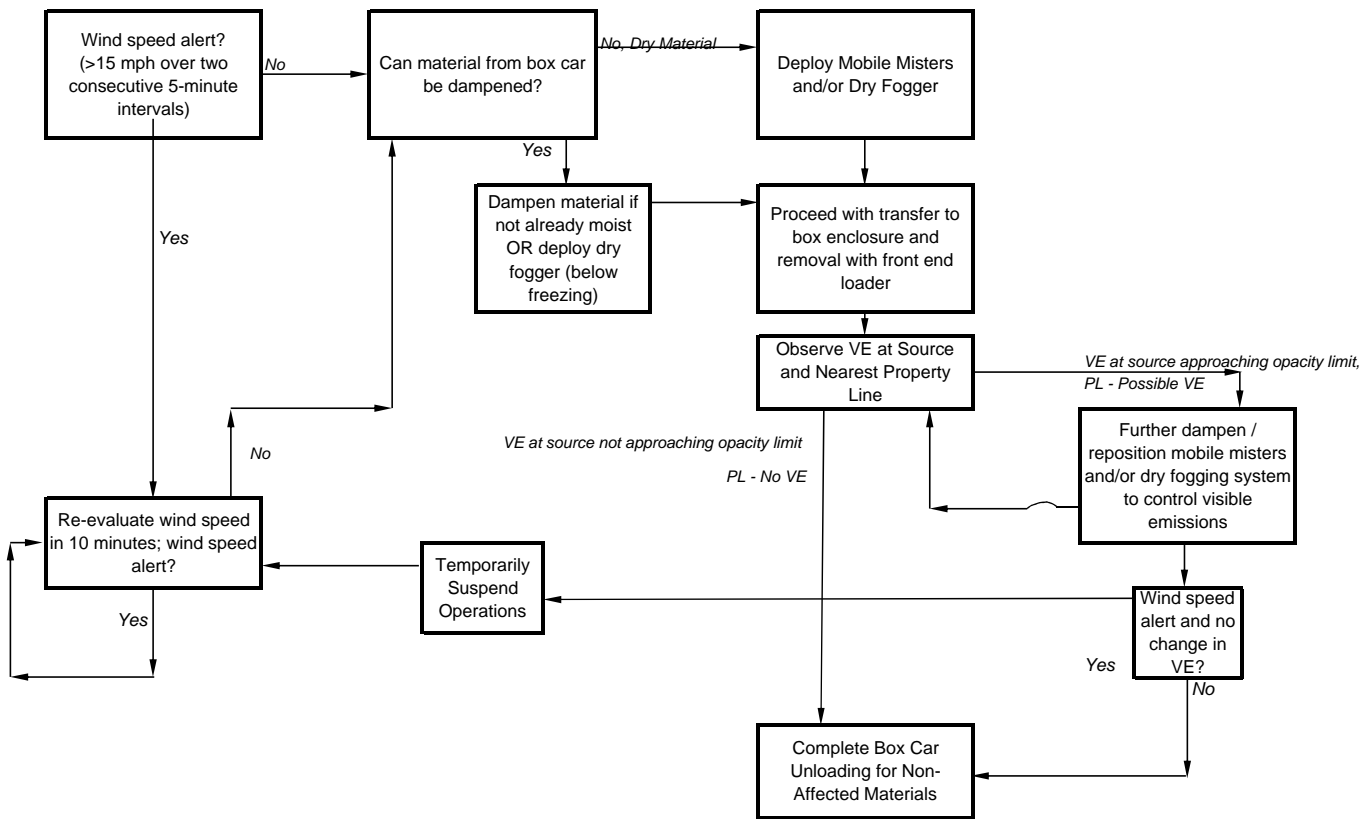 Wind speed alert?
(>15 mph over two
consecutive 5-minute
intervals)
No
Can material from box car
be dampened?
No, Dry Material
Deploy Mobile Misters
and/or Dry Fogger
Yes
Yes
Dampen material if
not already moist
OR deploy dry
fogger (below
freezing)
Proceed with transfer to
box enclosure and
removal with front end
loader
Observe VE at Source
and Nearest Property
Line
VE at source approaching opacity limit,
PL - Possible VE
VE at source not approaching opacity limit
PL - No VE
Further dampen /
reposition mobile misters
and/or dry fogging system
to control visible
emissions
No
Re-evaluate wind speed
in 10 minutes; wind speed
alert?
Yes
Temporarily
Suspend
Operations
Wind speed
alert and no
change in
VE?
Yes
No
Complete Box Car
Unloading for Non-
Affected Materials